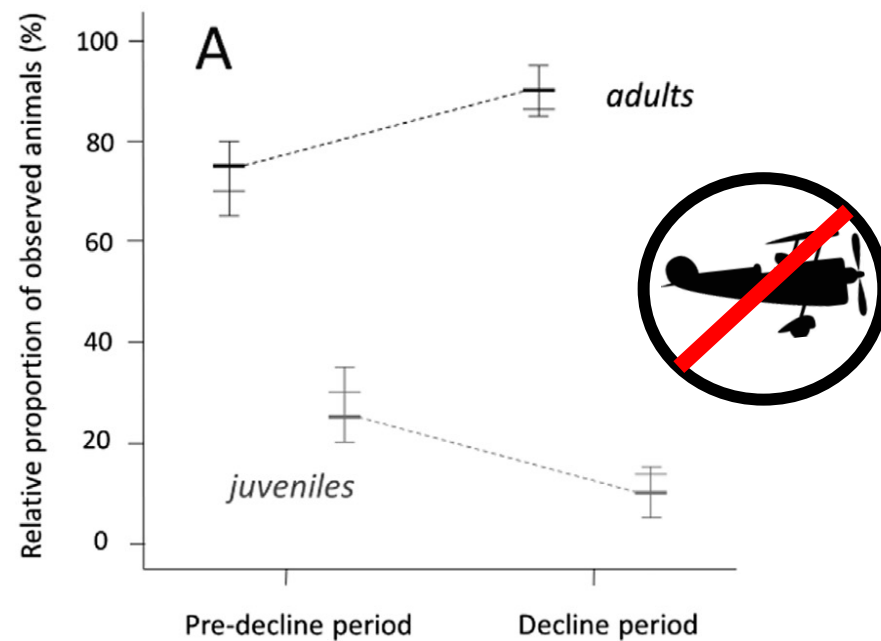 A
Relative proportion of observed animals (%)
100
80
60
40
20
0
adults
juveniles
Pre-decline period
Decline period